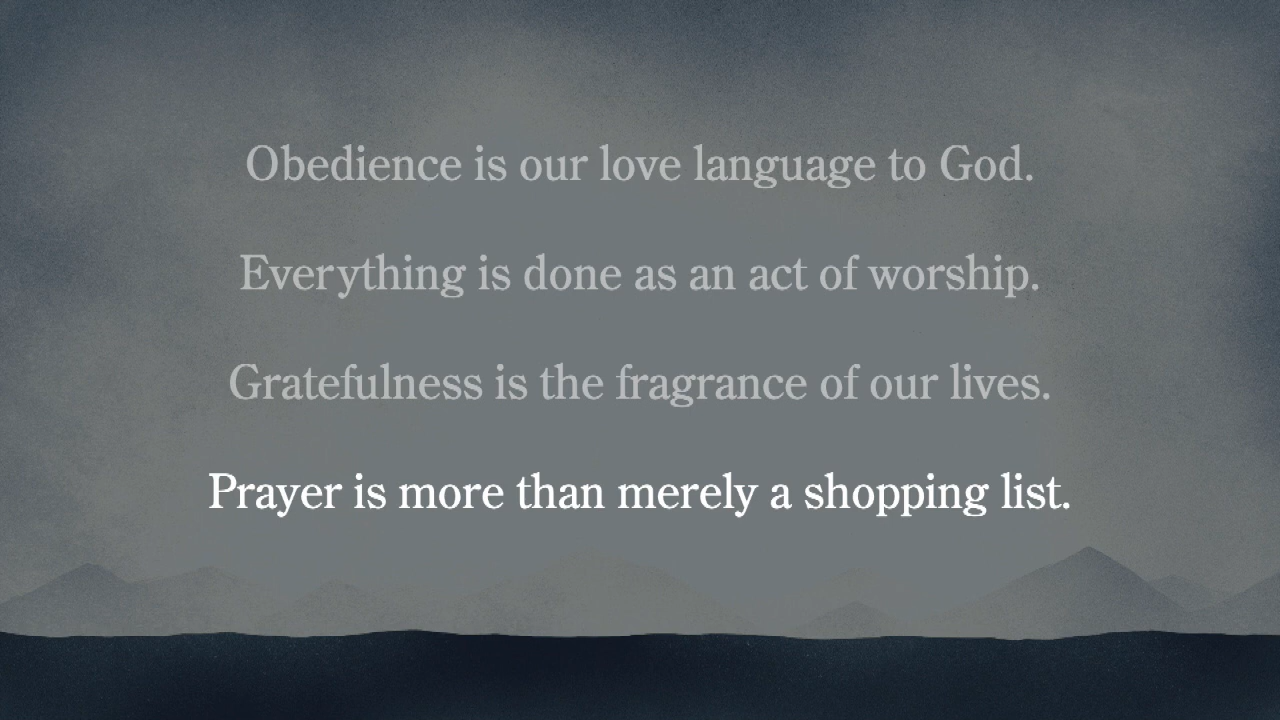 Obedience is our love language to God.
Everything is done as an act of worship.
Gratefulness is the fragrance of our lives.
Prayer is more than merely a shopping list.